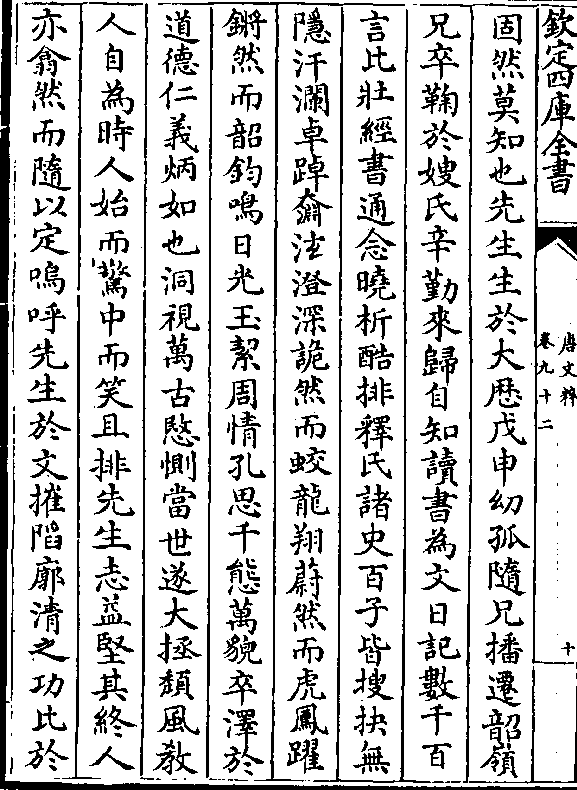 欽定四庫全書
唐文粹
卷九十二
十
固然莫知也先生生於大厯戊申幼孤隨兄播遷韶嶺
兄卒鞠於嫂氏辛勤來歸自知讀書為文日記數千百
言比壯經書通念曉析酷排釋氏諸史百子皆搜抉無
隱汗瀾卓踔奫泫澄深詭然而蛟龍翔蔚然而虎鳳躍
鏘然而韶鈞鳴日光玉絜周情孔思千態萬貌卒澤於
道德仁義炳如也洞視萬古愍惻當世遂大拯頽風教
人自為時人始而驚中而笑且排先生志益堅其終人
亦翕然而隨以定嗚呼先生於文摧陷廓清之功比於